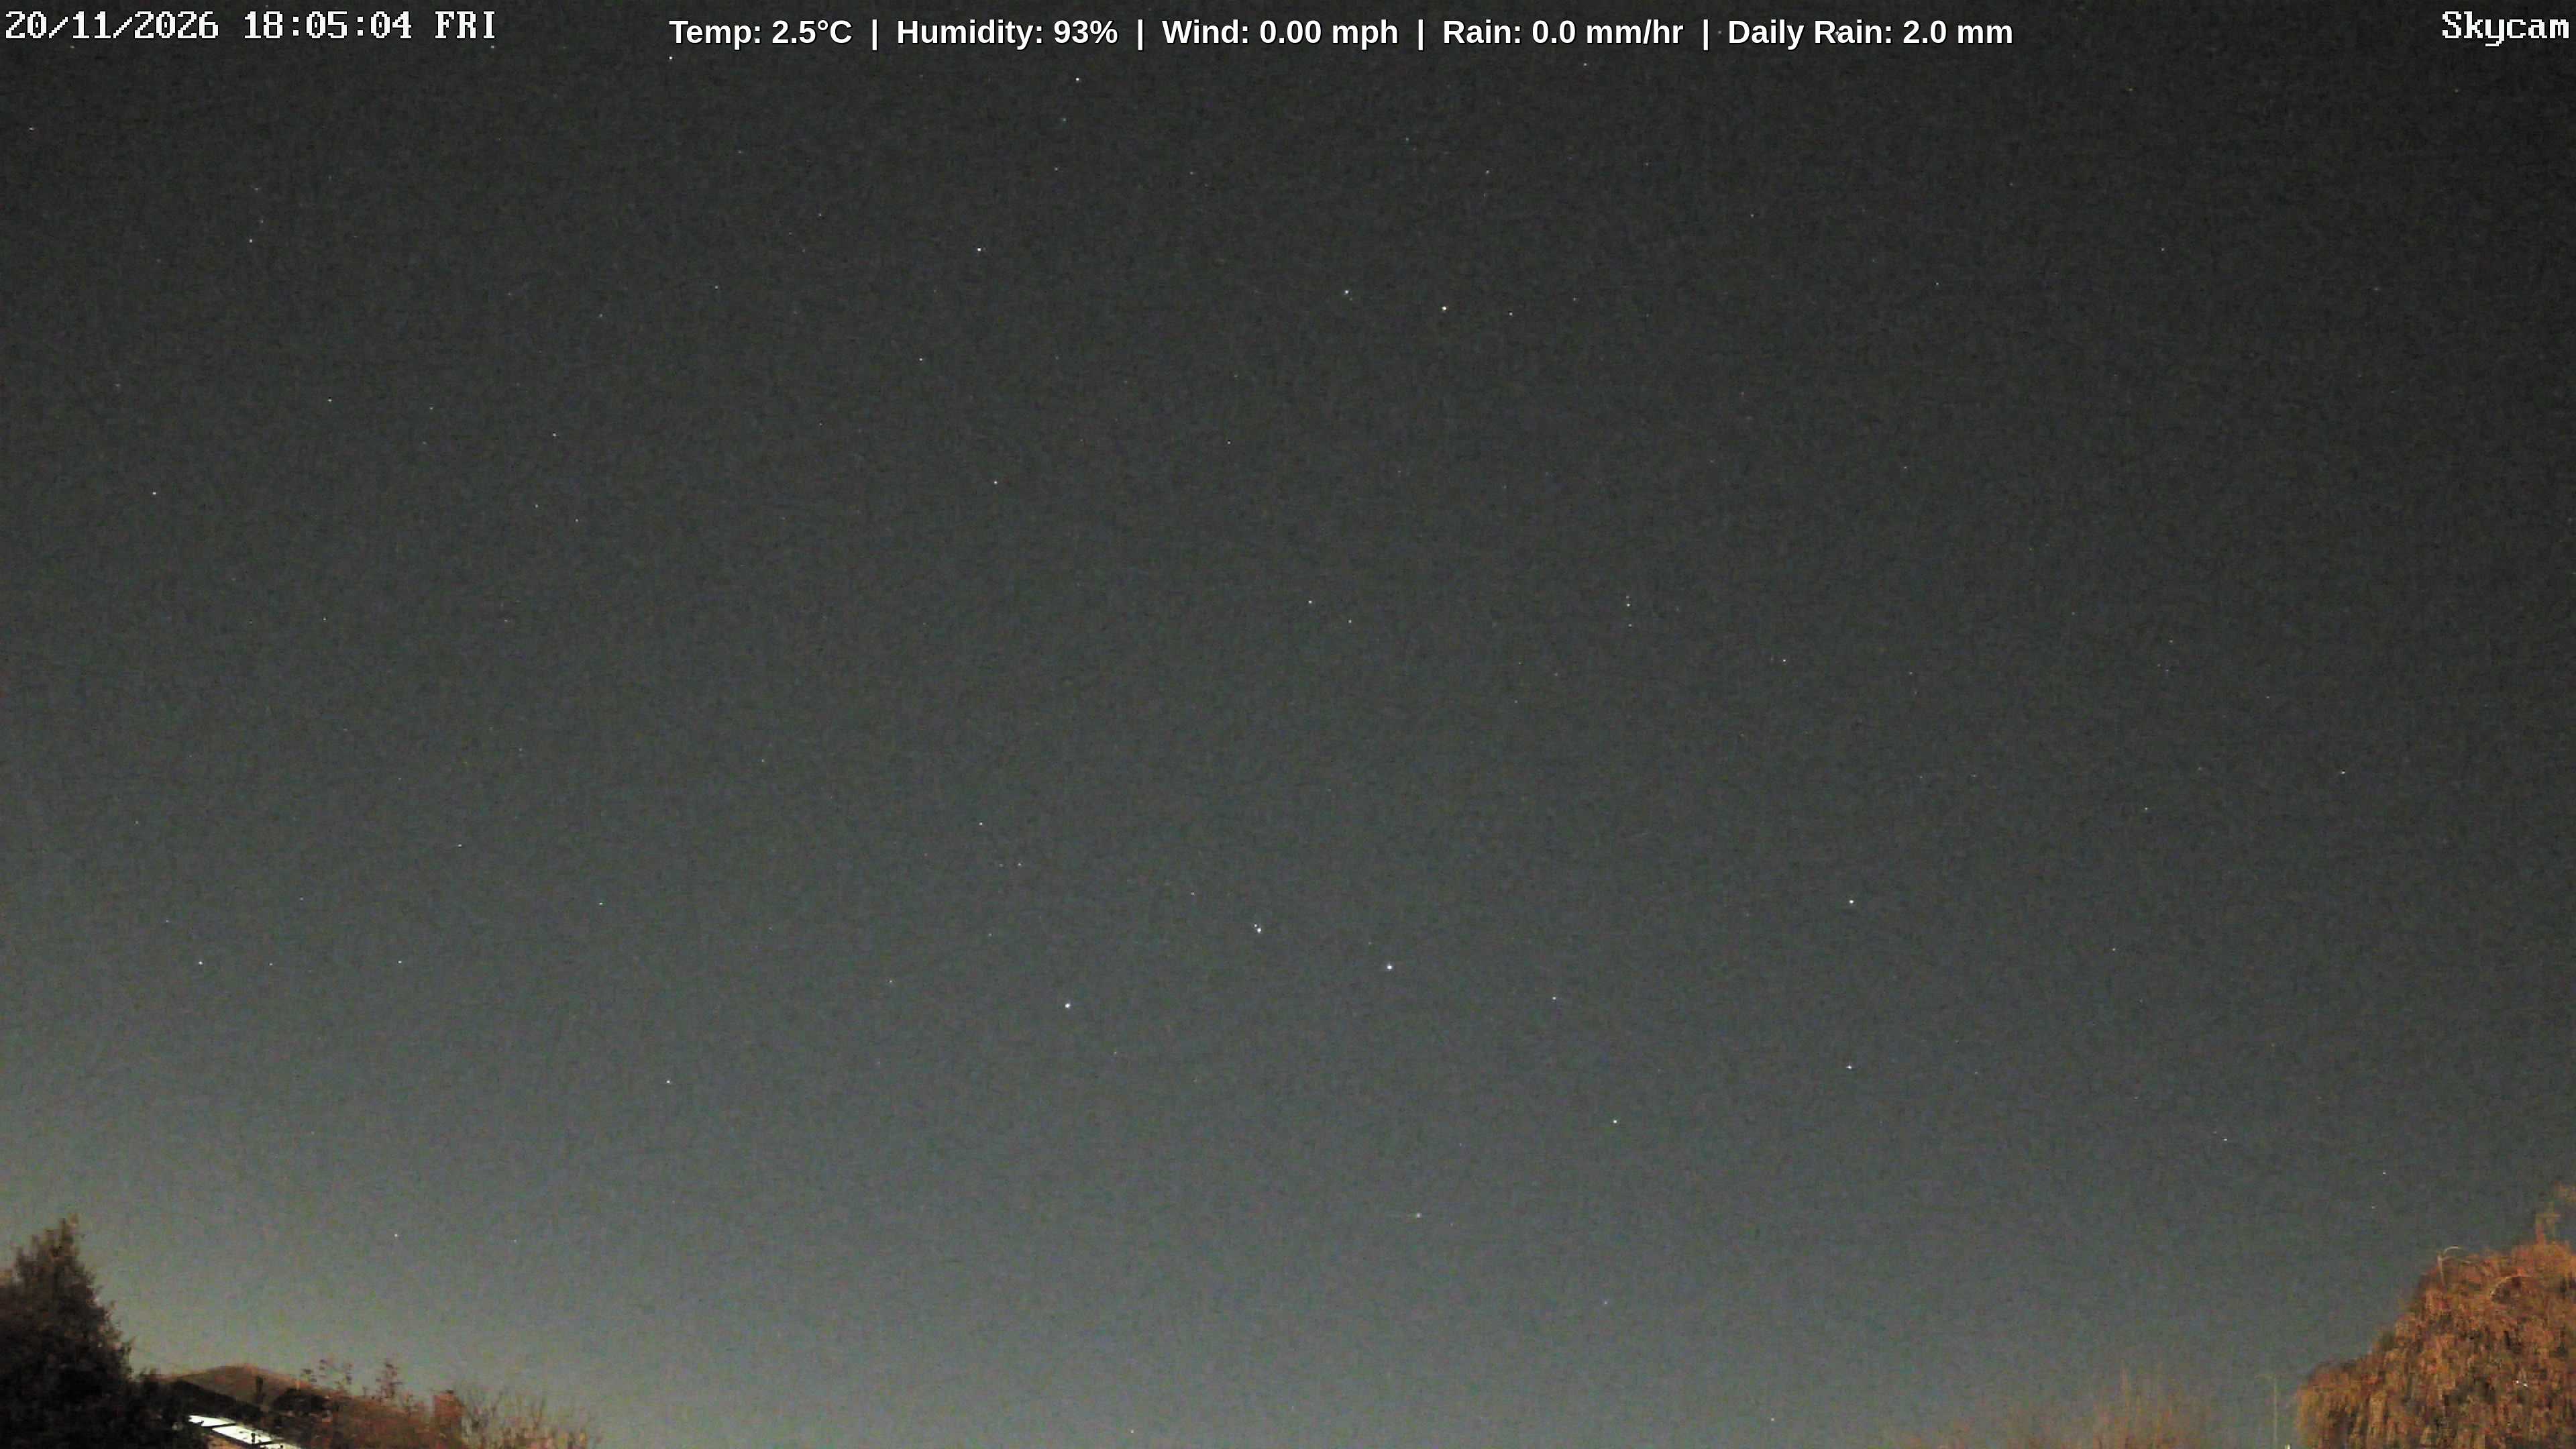 20/11/2026 18:05:04 FRI
Temp: 2.5°C | Humidity: 93% | Wind: 0.00 mph | Rain: 0.0 mm/hr | Daily Rain: 2.0 mm
Skycam